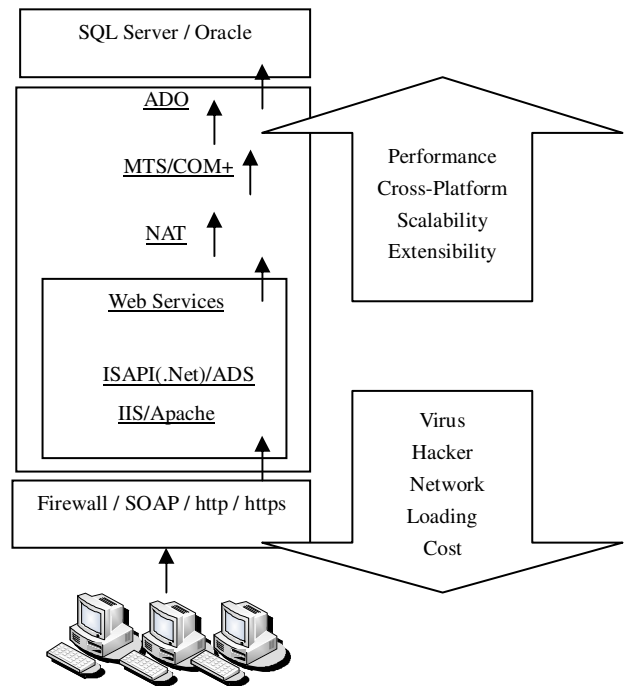 SQL Server / Oracle
ADO
MTS/COM+
NAT
Web Services
ISAPI(.Net)/ADS
IIS/Apache
Firewall / SOAP / http / https
Performance
Cross-Platform
Scalability
Extensibility
Virus
Hacker
Network
Loading
Cost